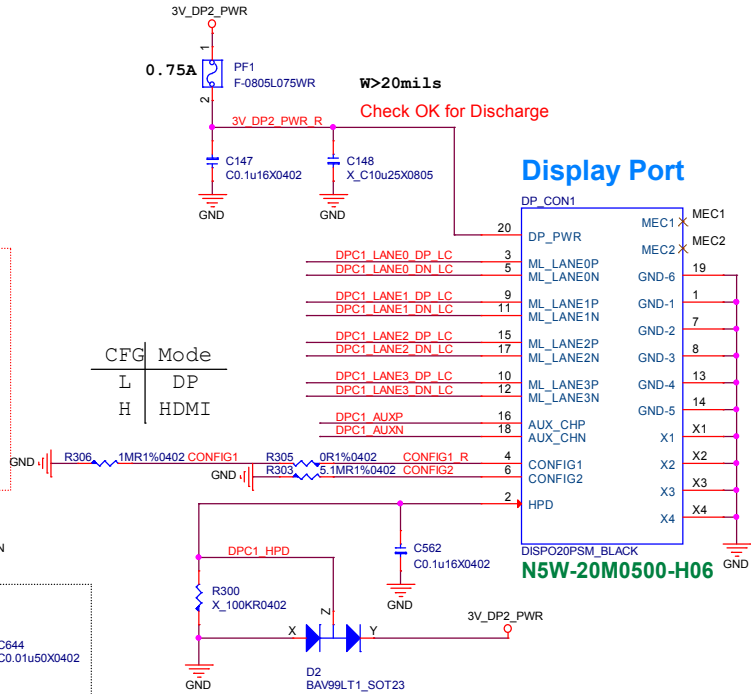 3V_DP2_PWR
1
0.75A
PF1
F-0805L075WR
2
W>20mils
Check OK for Discharge
3V_DP2_PWR_R
C147
C0.1u16X0402
C148
X_C10u25X0805
GND
GND
Display Port
DP_CON1
20 DP_PWR
MEC1 MEC1
MEC2 MEC2
DPC1_LANE0_DP_LC 3 ML_LANE0P
DPC1_LANE0_DN_LC 5 ML_LANE0N
GND-6 19
DPC1_LANE1_DP_LC 9 ML_LANE1P
DPC1_LANE1_DN_LC 11 ML_LANE1N
GND-1 1
GND-2 7
DPC1_LANE2_DP_LC 15 ML_LANE2P
DPC1_LANE2_DN_LC 17 ML_LANE2N
GND-3 8
DPC1_LANE3_DP_LC 10 ML_LANE3P
DPC1_LANE3_DN_LC 12 ML_LANE3N
GND-4 13
GND-5 14
DPC1_AUXP 16 AUX_CHP
DPC1_AUXN 18 AUX_CHN
X1 X1
X2 X2
X3 X3
X4 X4
CFG Mode
L DP
H HDMI
GND R306 1MR1%0402 CONFIG1 R305 0R1%0402 CONFIG1_R 4 CONFIG1
GND R303 5.1MR1%0402 CONFIG2 6 CONFIG2
2 HPD
DISPO20PSM_BLACK
N5W-20M0500-H06
GND
N
DPC1_HPD
C562
C0.1u16X0402
GND
R300
X_100KR0402
Z
X
Y
3V_DP2_PWR
GND
D2
BAV99LT1_SOT23
C644
C0.01u50X0402